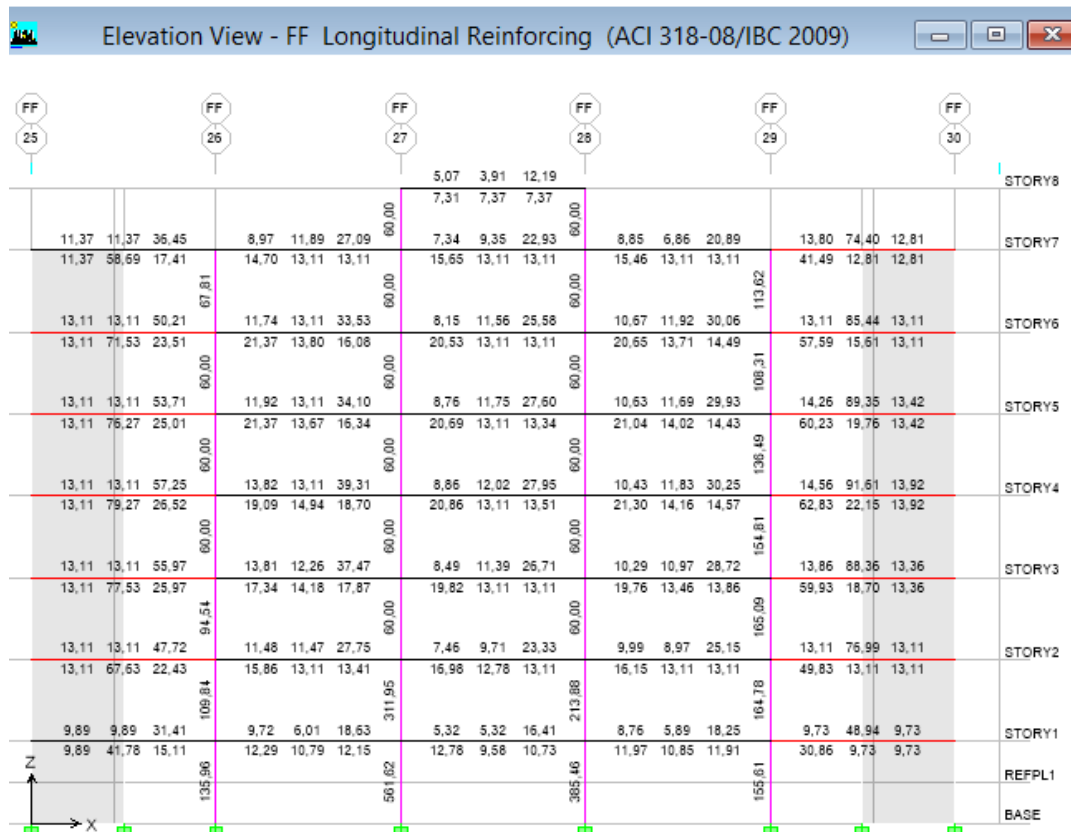 Elevation View - FF Longitudinal Reinforcing (ACI 318-08/IBC 2009)
FF FF FF FF FF FF
25 26 27 28 29 30
5,07 3,91 12,19
STORY8
7,31 7,37 7,37
60,00 60,00
11,37 11,37 36,45 8,97 11,89 27,09 7,34 9,35 22,93 8,85 6,86 20,89 13,80 74,40 12,81
STORY7
11,37 58,69 17,41 14,70 13,11 13,11 15,65 13,11 13,11 15,46 13,11 13,11 41,49 12,81 12,81
67,81 60,00 60,00 113,62
13,11 13,11 50,21 11,74 13,11 33,53 8,15 11,56 25,58 10,67 11,92 30,06 13,11 85,44 13,11
STORY6
13,11 71,53 23,51 21,37 13,80 16,08 20,53 13,11 13,11 20,65 13,71 14,49 57,59 15,61 13,11
60,00 60,00 60,00 108,31
13,11 13,11 53,71 11,92 13,11 34,10 8,76 11,75 27,60 10,63 11,69 29,93 14,26 89,35 13,42
STORY5
13,11 76,27 25,01 21,37 13,67 16,34 20,69 13,11 13,34 21,04 14,02 14,43 60,23 19,76 13,42
60,00 60,00 60,00 136,49
13,11 13,11 57,25 13,82 13,11 39,31 8,86 12,02 27,95 10,43 11,83 30,25 14,56 91,61 13,92
STORY4
13,11 79,27 26,52 19,09 14,94 18,70 20,86 13,11 13,51 21,30 14,16 14,57 62,83 22,15 13,92
60,00 60,00 60,00 154,81
13,11 13,11 55,97 13,81 12,26 37,47 8,49 11,39 26,71 10,29 10,97 28,72 13,86 88,36 13,36
STORY3
13,11 77,53 25,97 17,34 14,18 17,87 19,82 13,11 13,11 19,76 13,46 13,86 59,93 18,70 13,36
94,54 60,00 60,00 165,09
13,11 13,11 47,72 11,48 11,47 27,75 7,46 9,71 23,33 9,99 8,97 25,15 13,11 76,99 13,11
STORY2
13,11 67,63 22,43 15,86 13,11 13,41 16,98 12,78 13,11 16,15 13,11 13,11 49,83 13,11 13,11
109,84 311,95 213,88 164,78
9,89 9,89 31,41 9,72 6,01 18,63 5,32 5,32 16,41 8,76 5,89 18,25 9,73 48,94 9,73
STORY1
9,89 41,78 15,11 12,29 10,79 12,15 12,78 9,58 10,73 11,97 10,85 11,91 30,86 9,73 9,73
Z
135,96 561,62 385,46 155,61
REFPL1
X
BASE